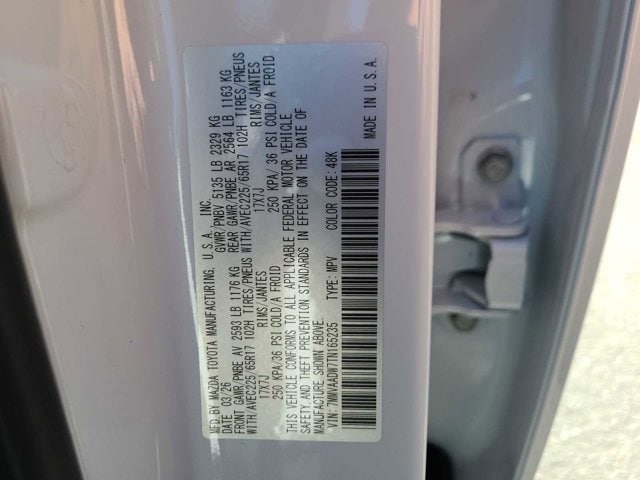 MFD BY MAZDA TOYOTA MANUFACTURING, U.S.A., INC.
DATE 03/26 GVWR/PNBV 5135 LB 2329 KG
FRONT GAWR/PNBE AV 2593 LB 1176 KG REAR GAWR/PNBE AR 2564 LB 1163 KG
WITH/AVEC225/65R17 102H TIRES/PNEUS WITH/AVEC225/65R17 102H TIRES/PNEUS
17X7J RIMS/JANTES 17X7J RIMS/JANTES
250 KPA/36 PSI COLD/A FROID 250 KPA/ 36 PSI COLD/A FROID
THIS VEHICLE CONFORMS TO ALL APPLICABLE FEDERAL MOTOR VEHICLE
SAFETY AND THEFT PREVENTION STANDARDS IN EFFECT ON THE DATE OF
MANUFACTURE SHOWN ABOVE.
VIN: 7MMVAADW7TN165235 TYPE: MPV COLOR CODE: 48K
MADE IN U.S.A.